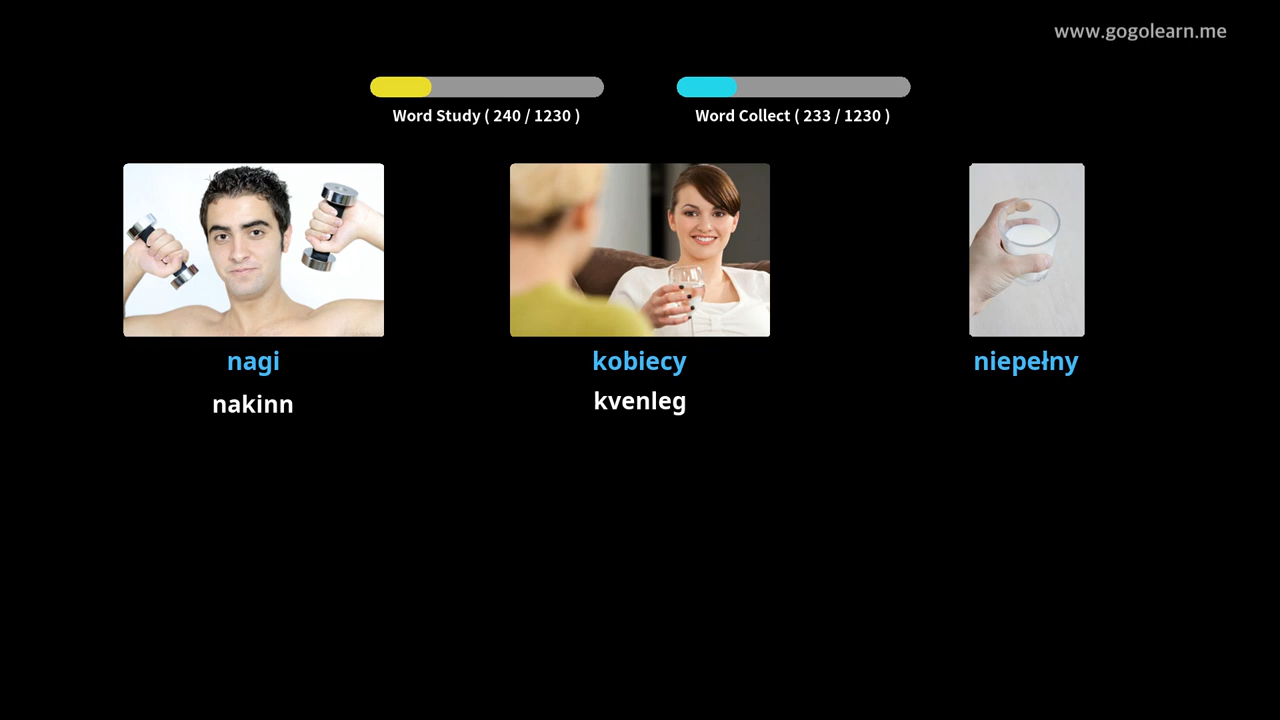 www.gogolearn.me
Word Study ( 240 / 1230 )
Word Collect ( 233 / 1230 )
nagi
kobiecy
niepełny
nakinn
kvenleg